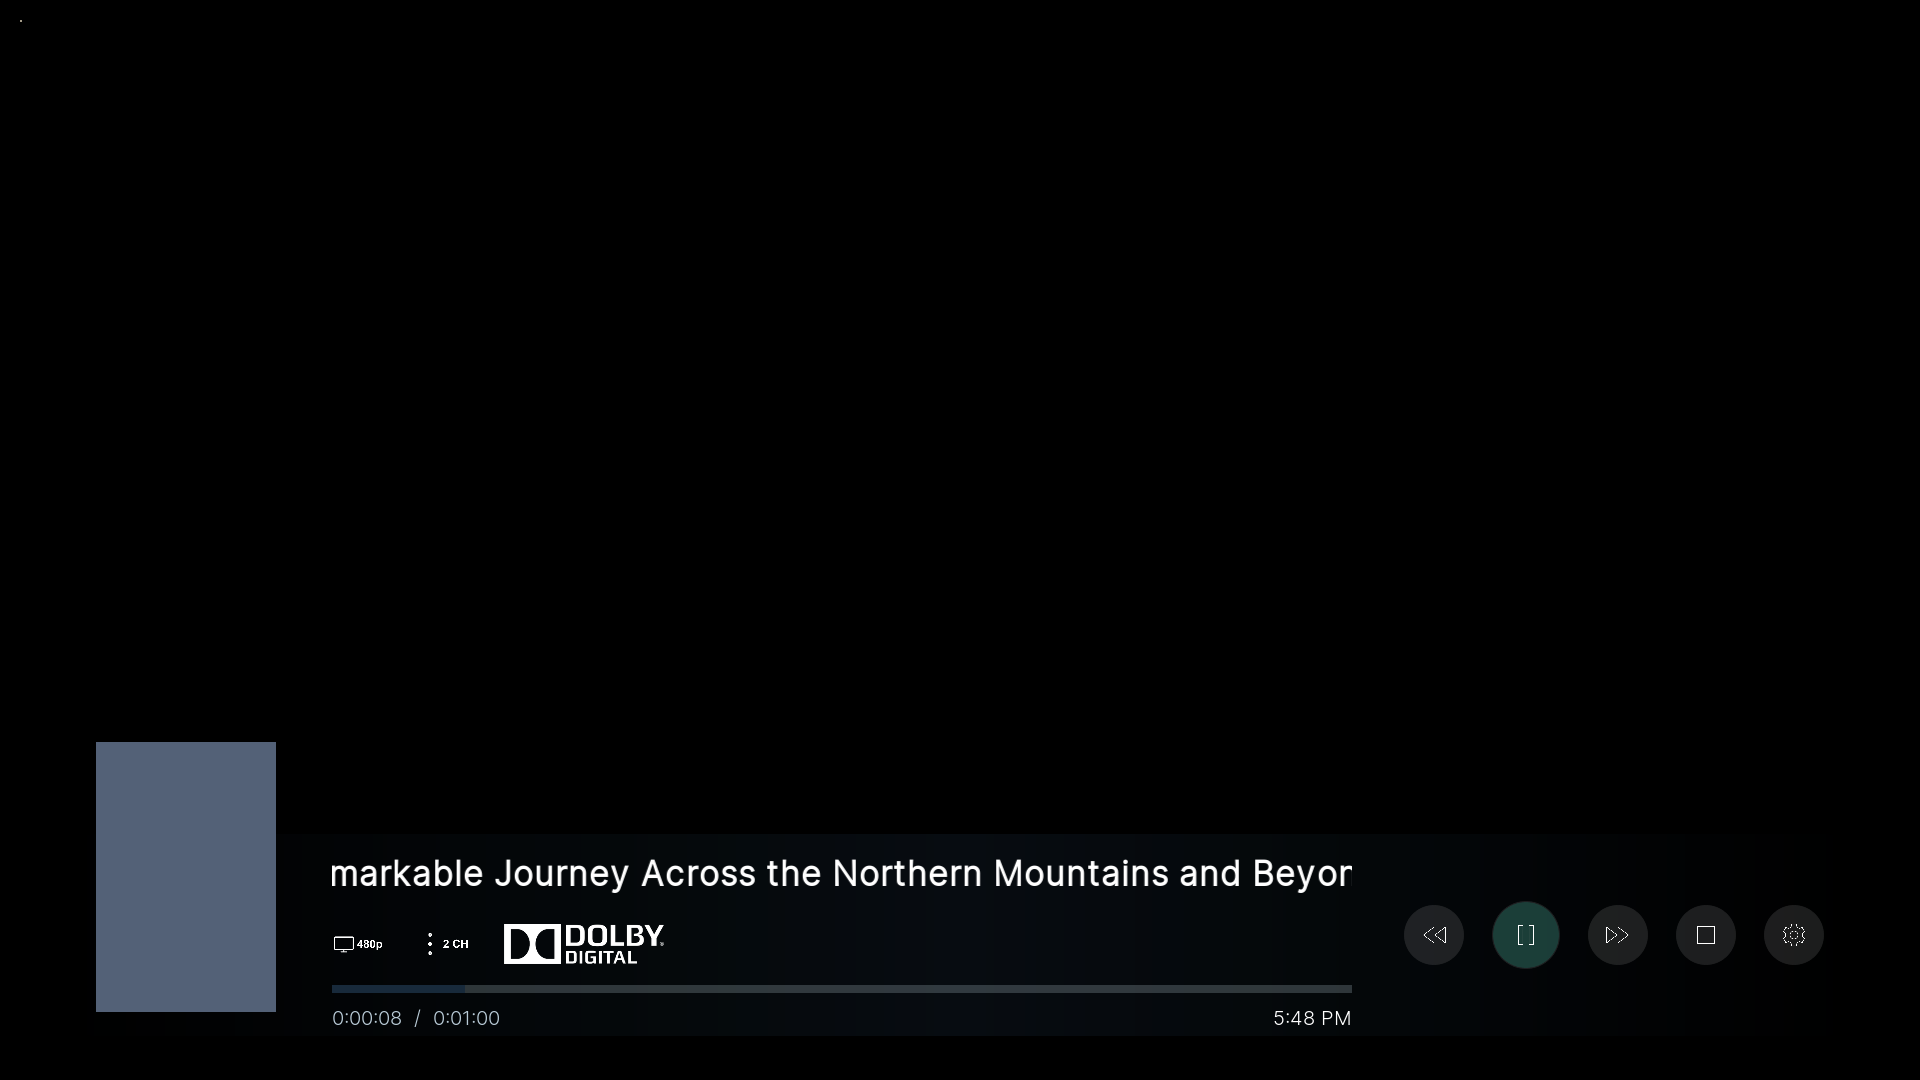 markable Journey Across the Northern Mountains and Beyon
480p
2 CH
DOLBY
DIGITAL
0:00:08 / 0:01:00
5:48 PM